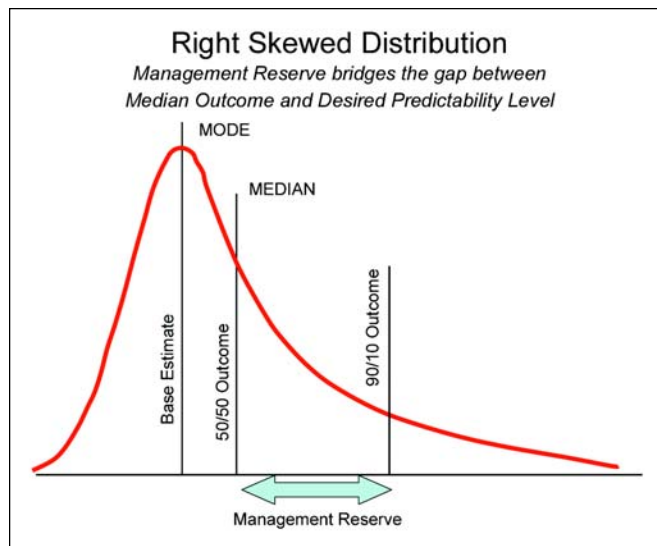 Right Skewed Distribution
Management Reserve bridges the gap between
Median Outcome and Desired Predictability Level
MODE
MEDIAN
Base Estimate
50/50 Outcome
90/10 Outcome
Management Reserve